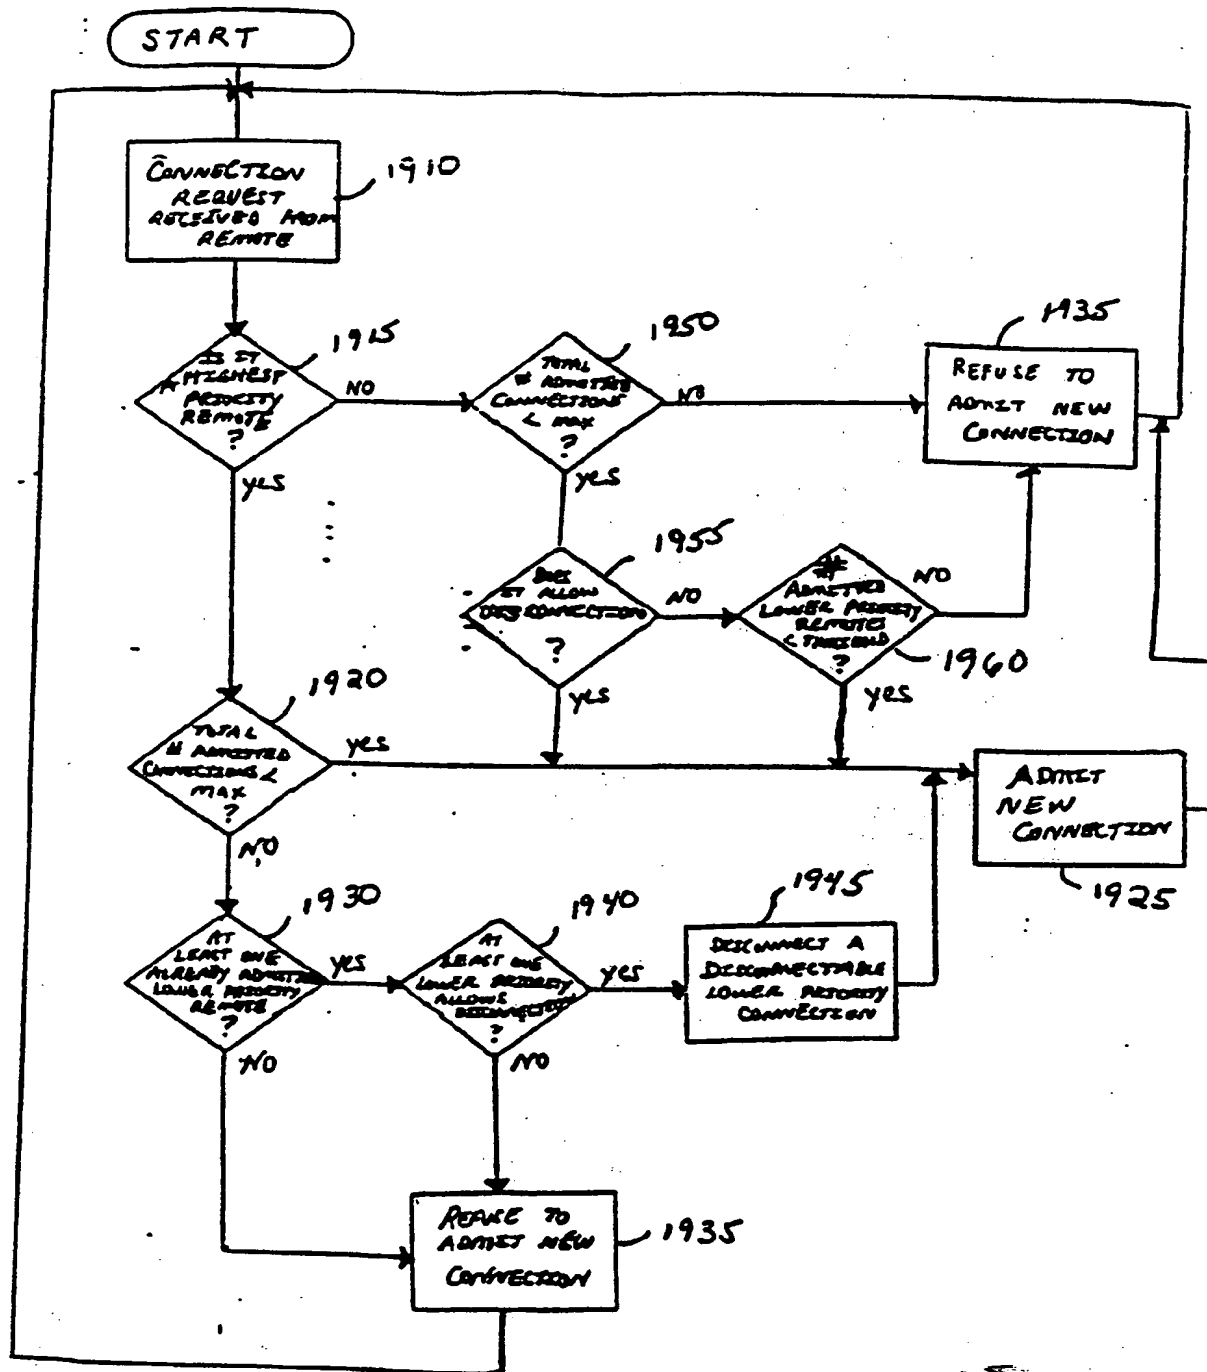 START
CONNECTION
REQUEST
RECEIVED FROM
REMOTE
1910
IS IT
A HIGHEST
PRIORITY
REMOTE
?
1915
NO
yes
TOTAL
# ADMITTED
CONNECTIONS
< MAX
?
1950
NO
yes
REFUSE TO
ADMIT NEW
CONNECTION
1935
DOES
IT ALLOW
DISCONNECTION
?
1955
NO
yes
#
ADMITTED
LOWER PRIORITY
REMOTES
<
?
NO
1960
yes
TOTAL
# ADMITTED
CONNECTIONS <
MAX
?
1920
yes
NO
ADMIT
NEW
CONNECTION
1925
AT
LEAST ONE
ALREADY ADMITTED
LOWER PRIORITY
REMOTE
?
1930
yes
NO
AT
LEAST ONE
LOWER PRIORITY
ALLOWS
DISCONNECTION
?
1940
yes
NO
DISCONNECT A
DISCONNECTABLE
LOWER PRIORITY
CONNECTION
1945
REFUSE TO
ADMIT NEW
CONNECTION
1935